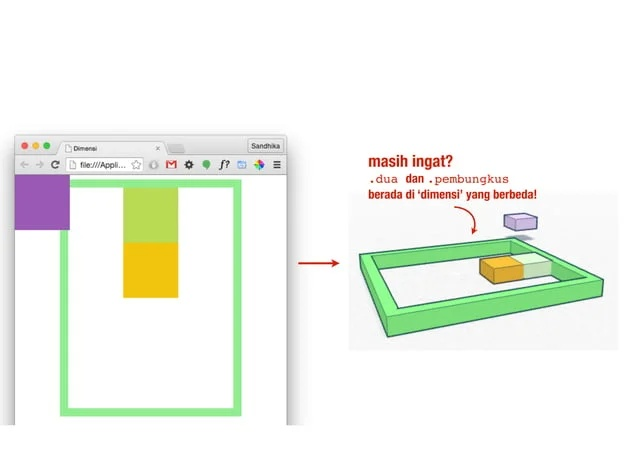 Dimensi
Sandhika
file:///Appli...
f?
masih ingat?
.dua dan .pembungkus
berada di ‘dimensi’ yang berbeda!